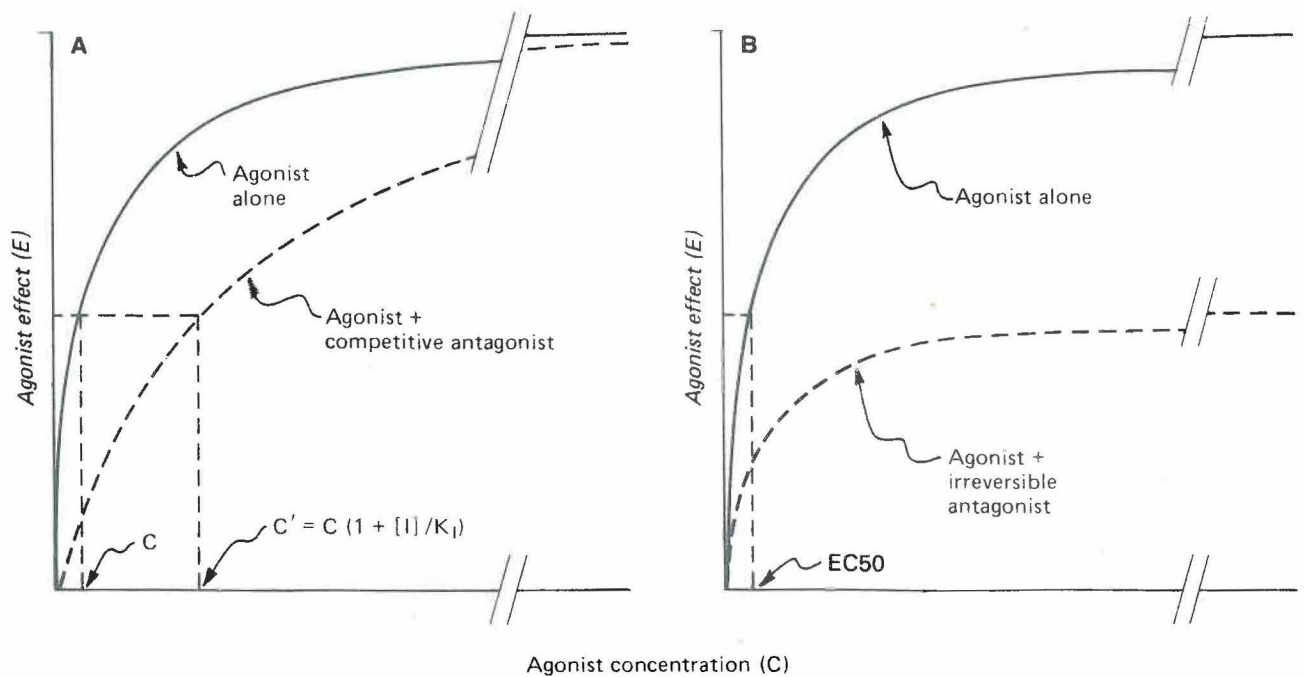 A
Agonist effect (E)
Agonist
alone
Agonist +
competitive antagonist
C
C' = C (1 + [I] /K_I)
B
Agonist effect (E)
Agonist alone
Agonist +
irreversible
antagonist
EC50
Agonist concentration (C)